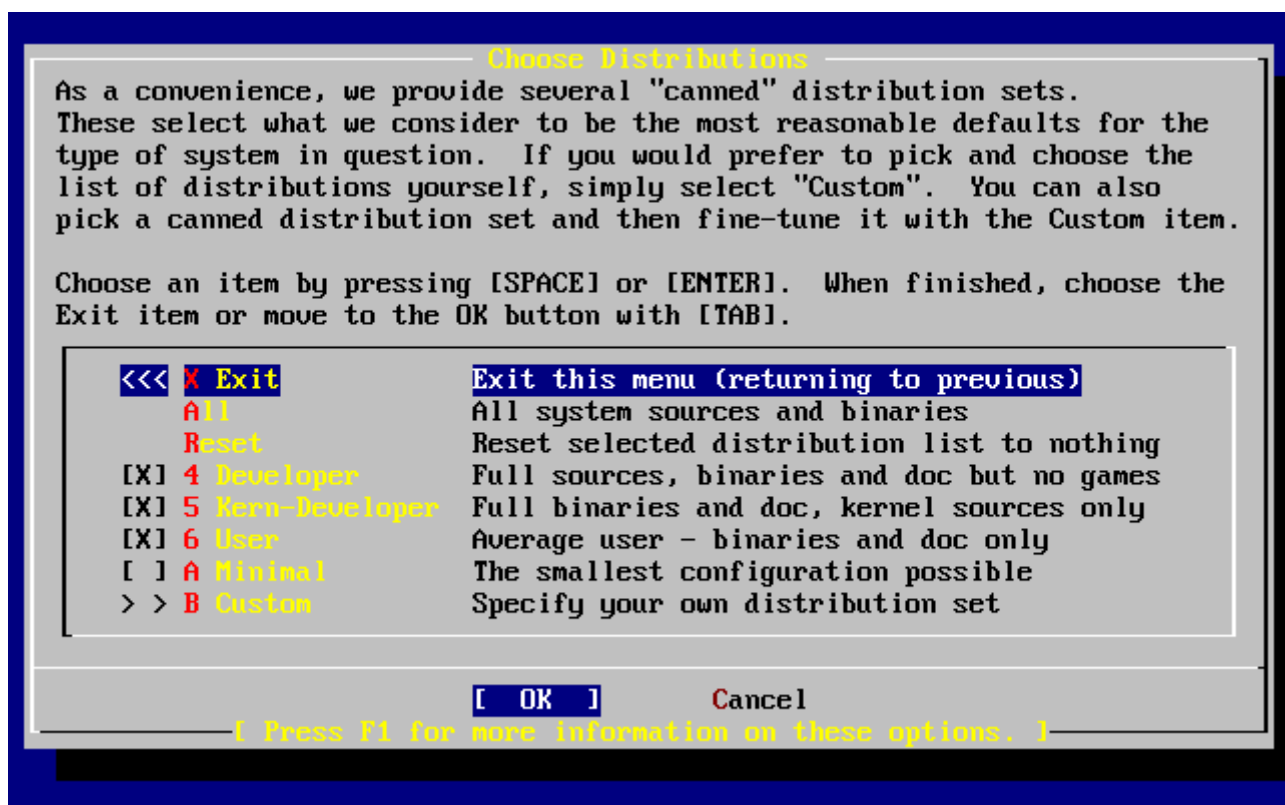 Choose Distributions
As a convenience, we provide several "canned" distribution sets.
These select what we consider to be the most reasonable defaults for the
type of system in question.  If you would prefer to pick and choose the
list of distributions yourself, simply select "Custom".  You can also
pick a canned distribution set and then fine-tune it with the Custom item.
Choose an item by pressing [SPACE] or [ENTER].  When finished, choose the
Exit item or move to the OK button with [TAB].
<<< X Exit Exit this menu (returning to previous)
All All system sources and binaries
Reset Reset selected distribution list to nothing
[X] 4 Developer Full sources, binaries and doc but no games
[X] 5 Kern-Developer Full binaries and doc, kernel sources only
[X] 6 User Average user - binaries and doc only
[ ] A Minimal The smallest configuration possible
> > B Custom Specify your own distribution set
[ OK ] Cancel
[ Press F1 for more information on these options. ]